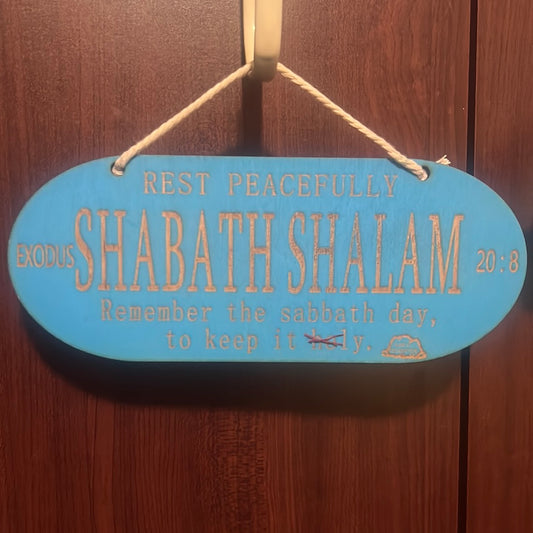 REST PEACEFULLY
EXODUS SHABATH SHALAM 20:8
Remember the sabbath day,
to keep it holy.